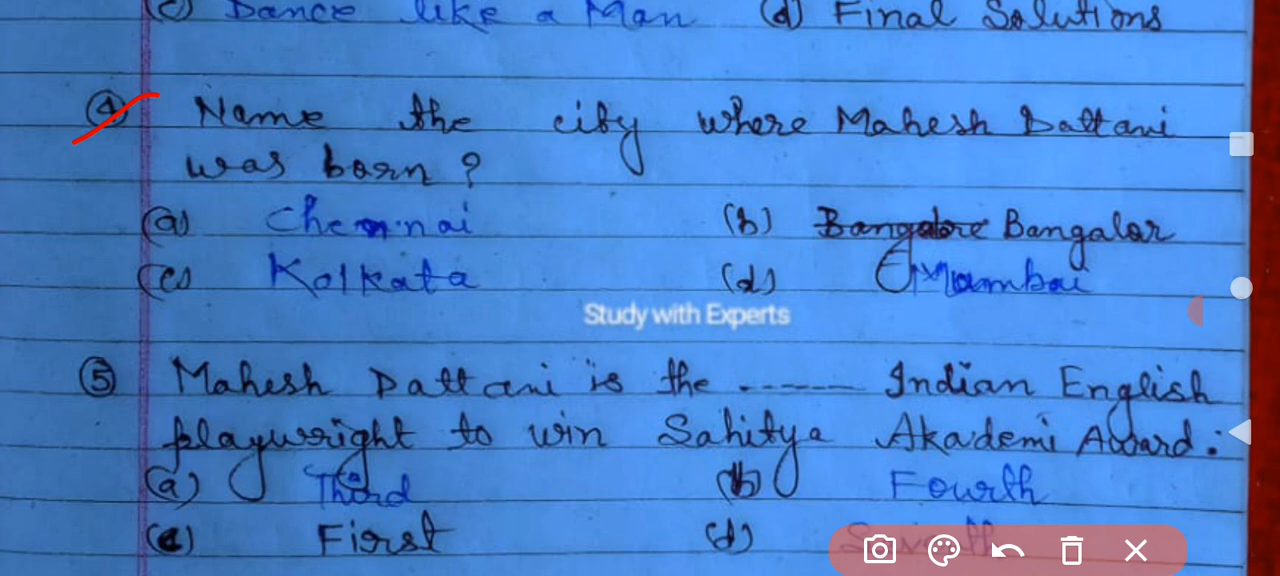 (c) Dance like a Man (d) Final Solutions
④ Name the city where Mahesh Dattani
was born ?
(a) Chennai (b) Bangalore Bangalor
(c) Kolkata (d) Mumbai
Study with Experts
⑤ Mahesh Dattani is the ------ Indian English
playwright to win Sahitya Akademi Award :
(a) Third (b) Fourth
(c) First (d)